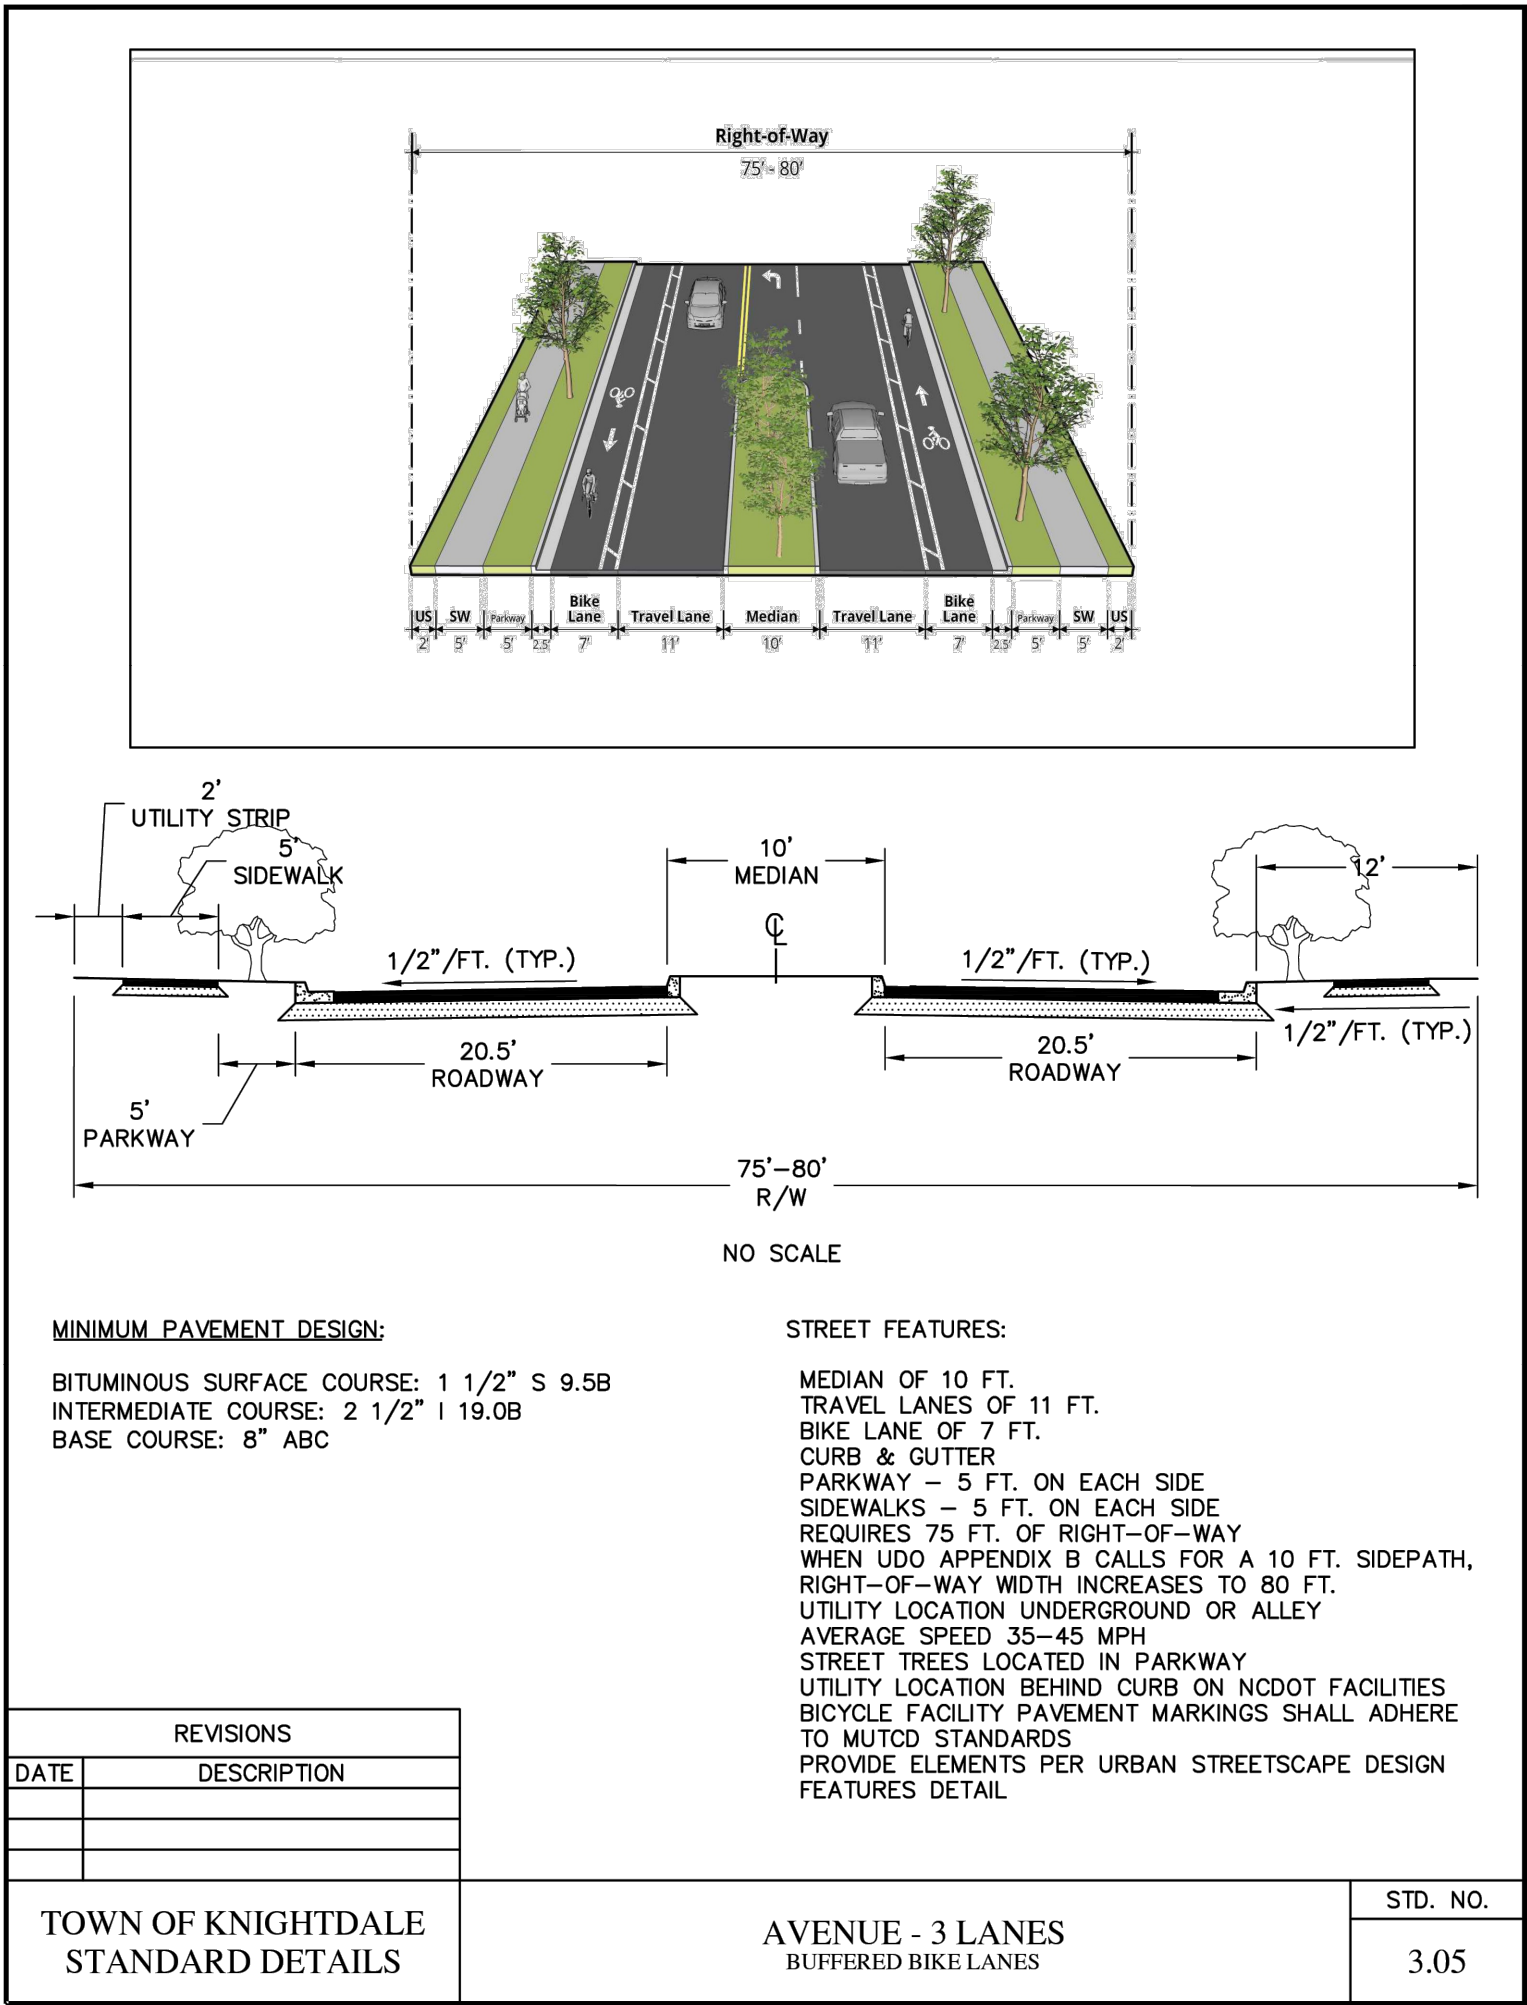 Right-of-Way
75' - 80'
US SW Parkway Bike Lane Travel Lane Median Travel Lane Bike Lane Parkway SW US
2' 5' 5' 2.5' 7' 11' 10' 11' 7' 2.5' 5' 5' 2'
2'
UTILITY STRIP
5'
SIDEWALK
10'
MEDIAN
12'
CL
1/2"/FT. (TYP.)
1/2"/FT. (TYP.)
1/2"/FT. (TYP.)
20.5'
ROADWAY
20.5'
ROADWAY
5'
PARKWAY
75'-80'
R/W
NO SCALE
MINIMUM PAVEMENT DESIGN:
BITUMINOUS SURFACE COURSE: 1 1/2" S 9.5B
INTERMEDIATE COURSE: 2 1/2" I 19.0B
BASE COURSE: 8" ABC
STREET FEATURES:
MEDIAN OF 10 FT.
TRAVEL LANES OF 11 FT.
BIKE LANE OF 7 FT.
CURB & GUTTER
PARKWAY - 5 FT. ON EACH SIDE
SIDEWALKS - 5 FT. ON EACH SIDE
REQUIRES 75 FT. OF RIGHT-OF-WAY
WHEN UDO APPENDIX B CALLS FOR A 10 FT. SIDEPATH,
RIGHT-OF-WAY WIDTH INCREASES TO 80 FT.
UTILITY LOCATION UNDERGROUND OR ALLEY
AVERAGE SPEED 35-45 MPH
STREET TREES LOCATED IN PARKWAY
UTILITY LOCATION BEHIND CURB ON NCDOT FACILITIES
BICYCLE FACILITY PAVEMENT MARKINGS SHALL ADHERE
TO MUTCD STANDARDS
PROVIDE ELEMENTS PER URBAN STREETSCAPE DESIGN
FEATURES DETAIL
REVISIONS
DATE DESCRIPTION
TOWN OF KNIGHTDALE
STANDARD DETAILS
AVENUE - 3 LANES
BUFFERED BIKE LANES
STD. NO.
3.05